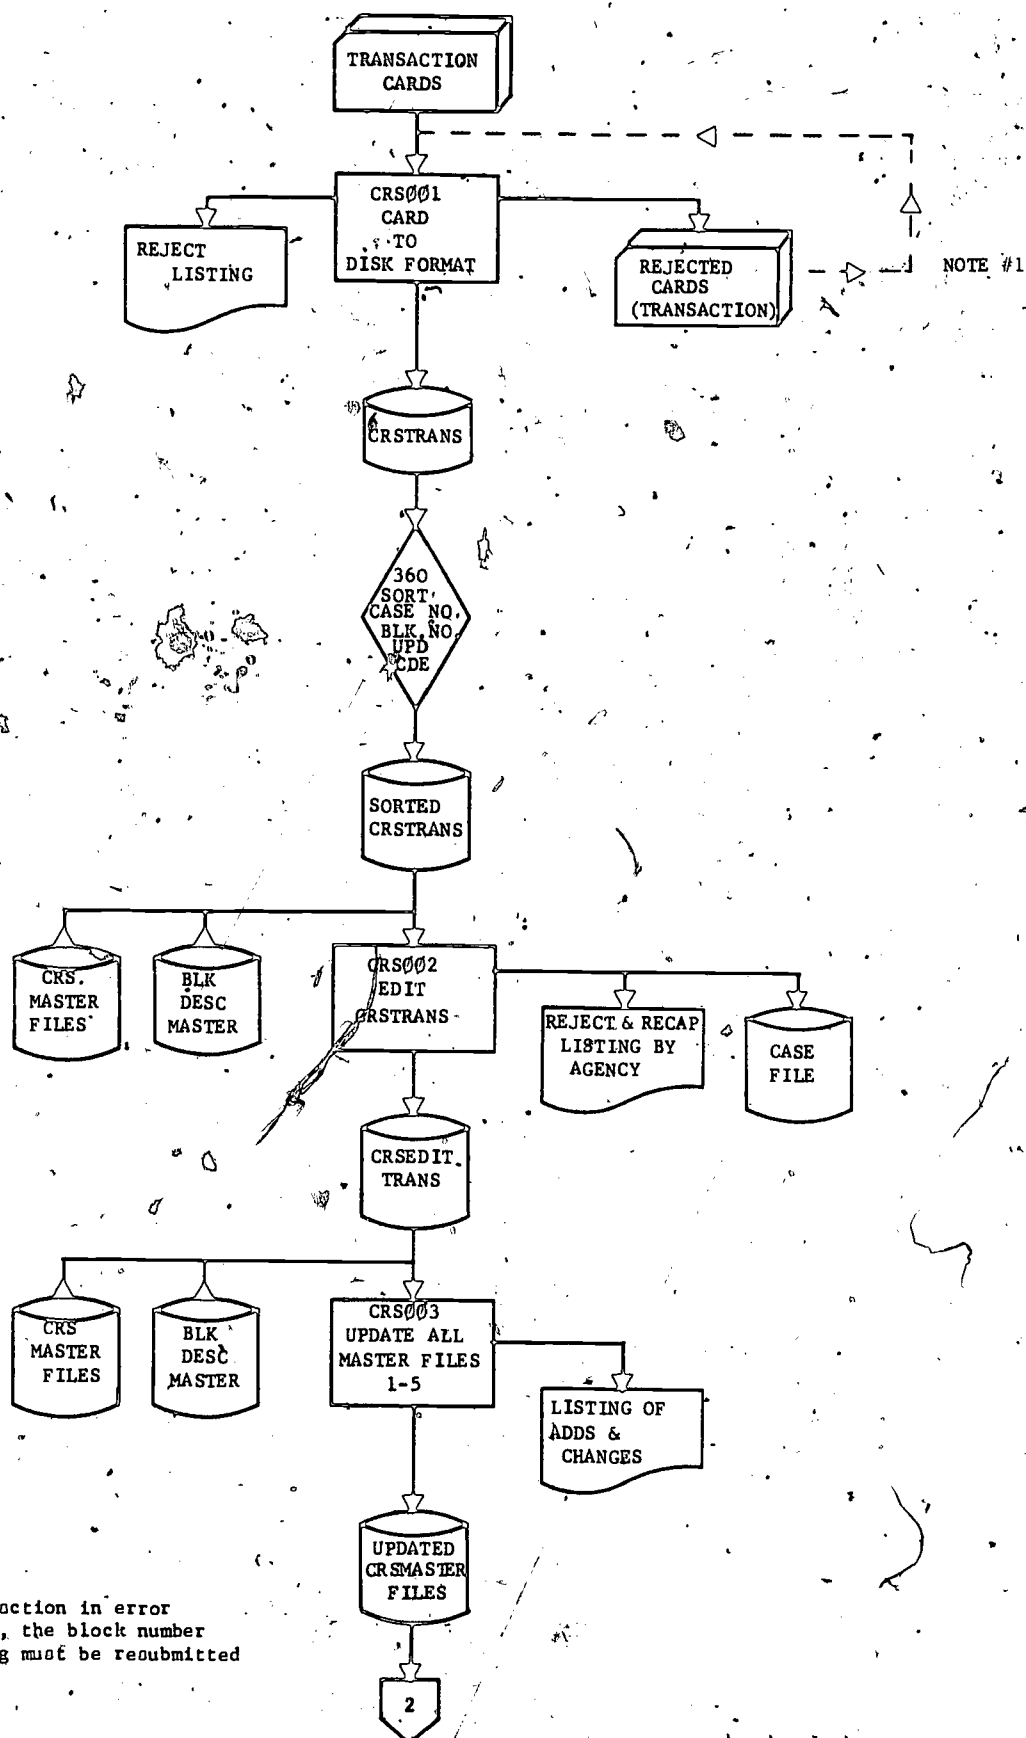 TRANSACTION
CARDS
CRSØØ1
CARD
TO
DISK FORMAT
REJECT
LISTING
REJECTED
CARDS
(TRANSACTION)
NOTE #1
CRSTRANS
360
SORT
CASE NO.
BLK NO.
UPD
CDE
SORTED
CRSTRANS
CRS
MASTER
FILES
BLK
DESC
MASTER
CRSØØ2
EDIT
CRSTRANS
REJECT & RECAP
LISTING BY
AGENCY
CASE
FILE
CRSEDIT
TRANS
CRS
MASTER
FILES
BLK
DESC
MASTER
CRSØØ3
UPDATE ALL
MASTER FILES
1-5
LISTING OF
ADDS &
CHANGES
UPDATED
CRSMASTER
FILES
action in error
, the block number
g must be resubmitted
2